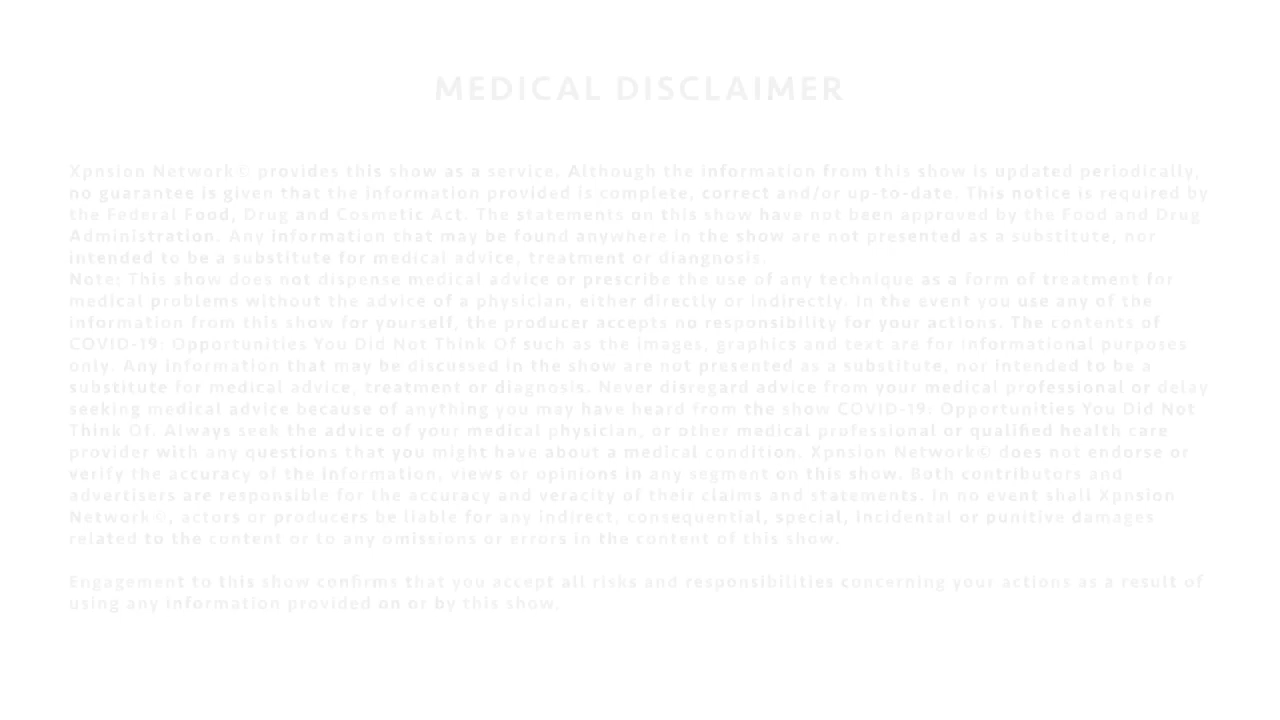 MEDICAL DISCLAIMER
Xpnsion Network© provides this show as a service. Although the information from this show is updated periodically,
no guarantee is given that the information provided is complete, correct and/or up-to-date. This notice is required by
the Federal Food, Drug and Cosmetic Act. The statements on this show have not been approved by the Food and Drug
Administration. Any information that may be found anywhere in the show are not presented as a substitute, nor
intended to be a substitute for medical advice, treatment or diangnosis.
Note: This show does not dispense medical advice or prescribe the use of any technique as a form of treatment for
medical problems without the advice of a physician, either directly or indirectly. In the event you use any of the
information from this show for yourself, the producer accepts no responsibility for your actions. The contents of
COVID-19: Opportunities You Did Not Think Of such as the images, graphics and text are for informational purposes
only. Any information that may be discussed in the show are not presented as a substitute, nor intended to be a
substitute for medical advice, treatment or diagnosis. Never disregard advice from your medical professional or delay
seeking medical advice because of anything you may have heard from the show COVID-19: Opportunities You Did Not
Think Of. Always seek the advice of your medical physician, or other medical professional or qualified health care
provider with any questions that you might have about a medical condition. Xpnsion Network© does not endorse or
verify the accuracy of the information, views or opinions in any segment on this show. Both contributors and
advertisers are responsible for the accuracy and veracity of their claims and statements. In no event shall Xpnsion
Network©, actors or producers be liable for any indirect, consequential, special, incidental or punitive damages
related to the content or to any omissions or errors in the content of this show.
Engagement to this show confirms that you accept all risks and responsibilities concerning your actions as a result of
using any information provided on or by this show.